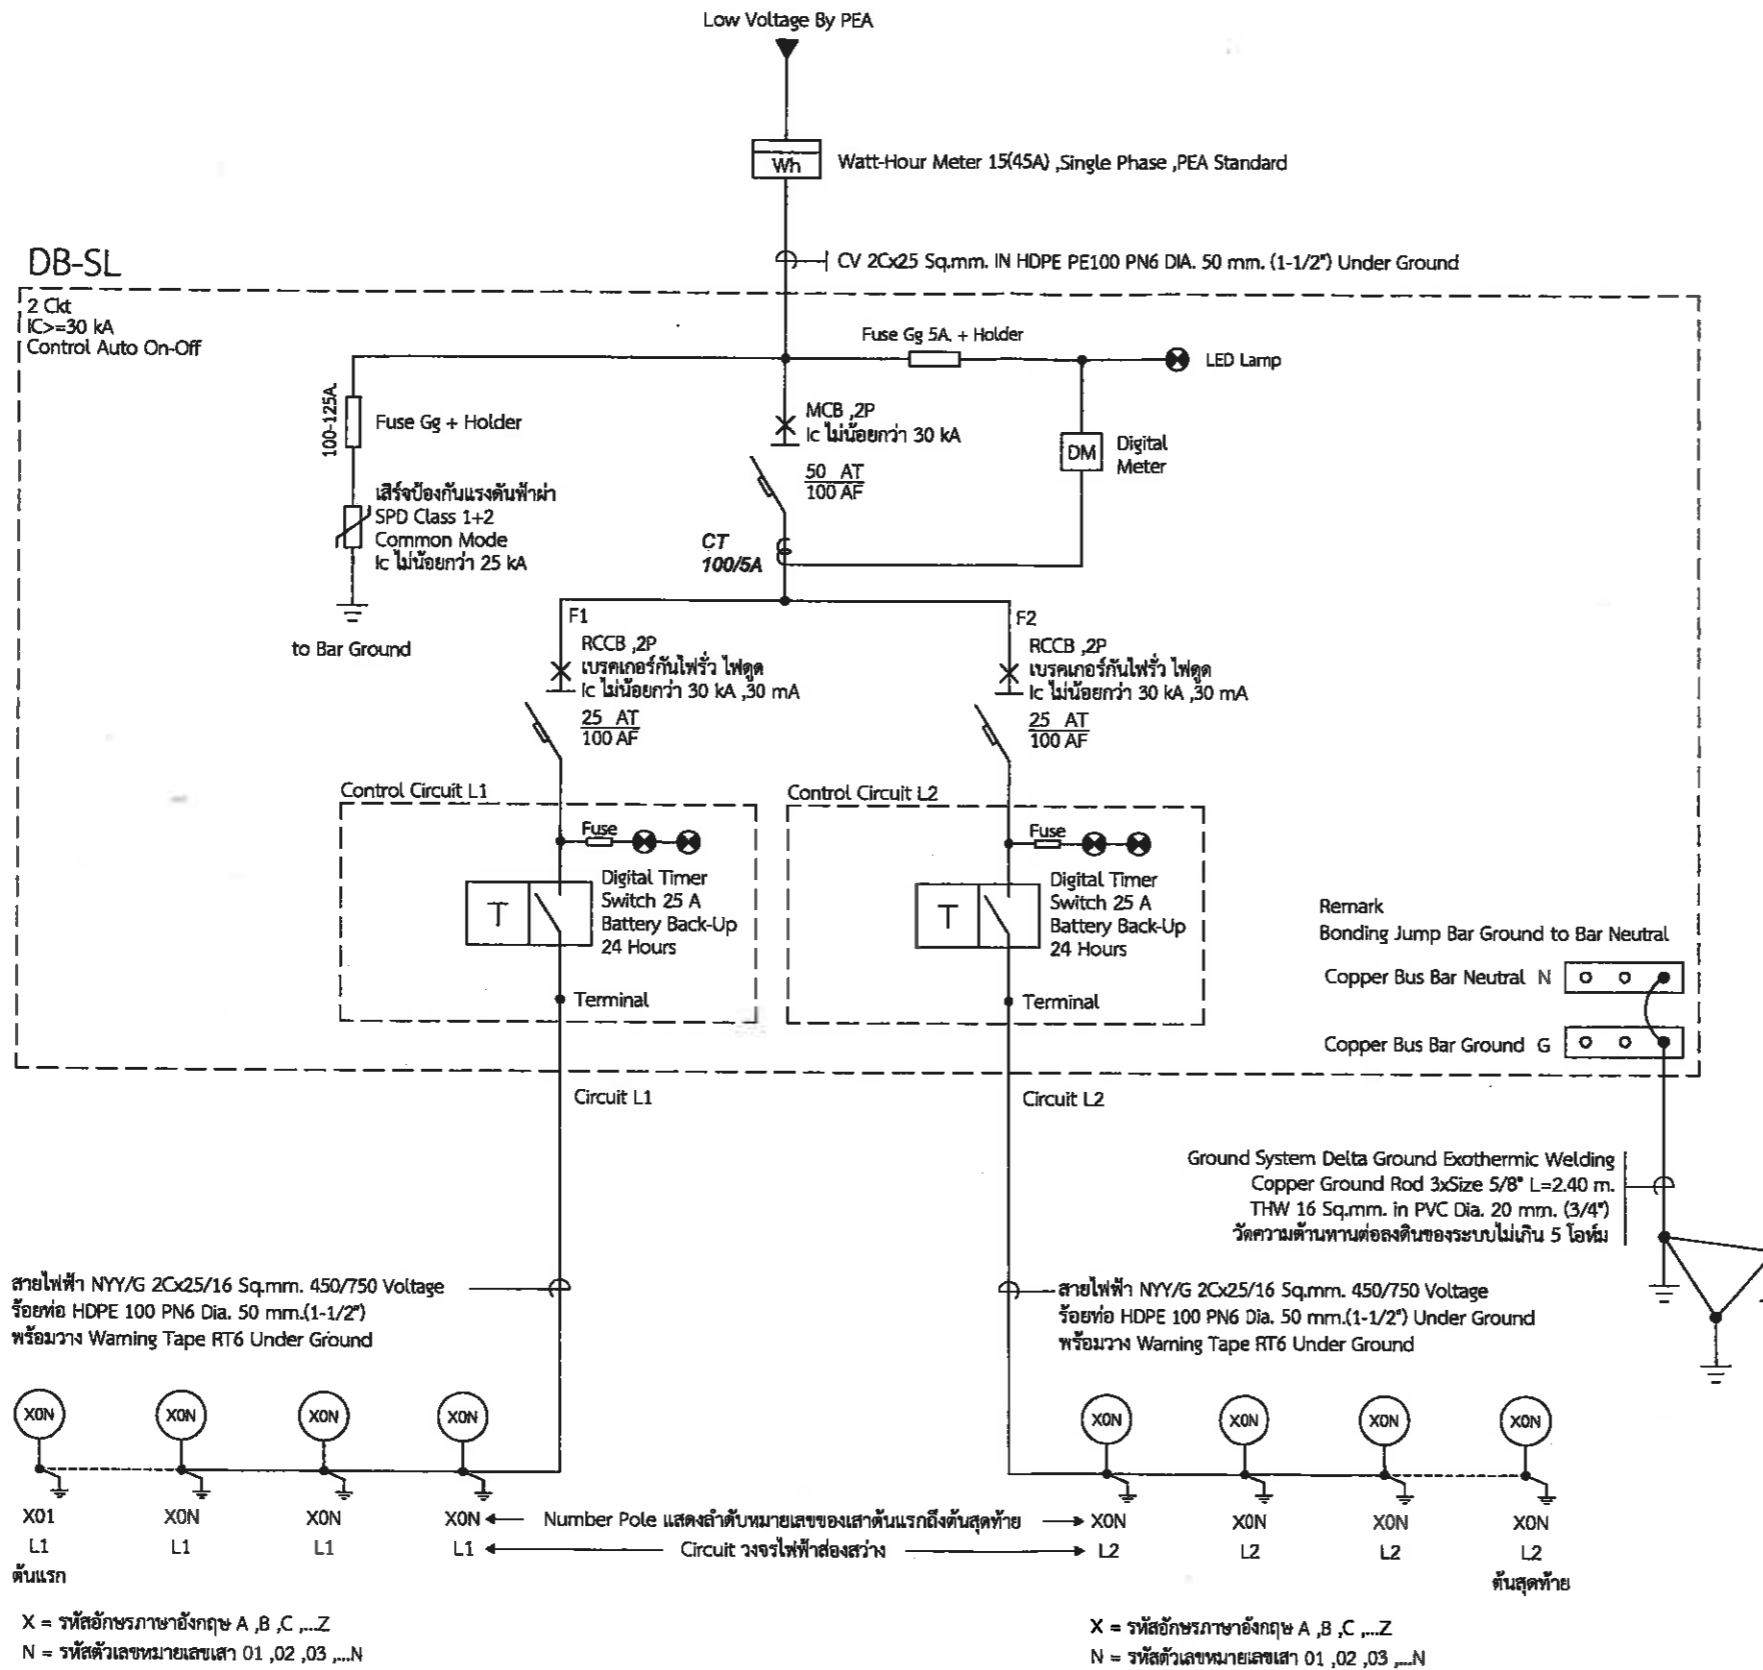 Low Voltage By PEA
Wh
Watt-Hour Meter 15(45A) ,Single Phase ,PEA Standard
DB-SL
CV 2Cx25 Sq.mm. IN HDPE PE100 PN6 DIA. 50 mm. (1-1/2") Under Ground
2 Ckt
IC>=30 kA
Control Auto On-Off
Fuse Gg 5A. + Holder
LED Lamp
100-125A.
Fuse Gg + Holder
MCB ,2P
Ic ไม่น้อยกว่า 30 kA
50 AT
100 AF
DM
Digital
Meter
เสิร์จป้องกันแรงดันฟ้าผ่า
SPD Class 1+2
Common Mode
Ic ไม่น้อยกว่า 25 kA
CT
100/5A
to Bar Ground
F1
RCCB ,2P
เบรคเกอร์กันไฟรั่ว ไฟดูด
Ic ไม่น้อยกว่า 30 kA ,30 mA
25 AT
100 AF
F2
RCCB ,2P
เบรคเกอร์กันไฟรั่ว ไฟดูด
Ic ไม่น้อยกว่า 30 kA ,30 mA
25 AT
100 AF
Control Circuit L1
Fuse
T
Digital Timer
Switch 25 A
Battery Back-Up
24 Hours
Terminal
Control Circuit L2
Fuse
T
Digital Timer
Switch 25 A
Battery Back-Up
24 Hours
Terminal
Remark
Bonding Jump Bar Ground to Bar Neutral
Copper Bus Bar Neutral N
Copper Bus Bar Ground G
Circuit L1
Circuit L2
Ground System Delta Ground Exothermic Welding
Copper Ground Rod 3xSize 5/8" L=2.40 m.
THW 16 Sq.mm. in PVC Dia. 20 mm. (3/4")
วัดความต้านทานต่อลงดินของระบบไม่เกิน 5 โอห์ม
สายไฟฟ้า NYY/G 2Cx25/16 Sq.mm. 450/750 Voltage
ร้อยท่อ HDPE 100 PN6 Dia. 50 mm.(1-1/2")
พร้อมวาง Warning Tape RT6 Under Ground
สายไฟฟ้า NYY/G 2Cx25/16 Sq.mm. 450/750 Voltage
ร้อยท่อ HDPE 100 PN6 Dia. 50 mm.(1-1/2") Under Ground
พร้อมวาง Warning Tape RT6 Under Ground
X0N X0N X0N X0N X0N X0N X0N X0N
X01 X0N X0N X0N Number Pole แสดงลำดับหมายเลขของเสาต้นแรกถึงต้นสุดท้าย X0N X0N X0N X0N
L1 L1 L1 L1 Circuit วงจรไฟฟ้าส่องสว่าง L2 L2 L2 L2
ต้นแรก
ต้นสุดท้าย
X = รหัสอักษรภาษาอังกฤษ A ,B ,C ,...Z
N = รหัสตัวเลขหมายเลขเสา 01 ,02 ,03 ,...N
X = รหัสอักษรภาษาอังกฤษ A ,B ,C ,...Z
N = รหัสตัวเลขหมายเลขเสา 01 ,02 ,03 ,...N